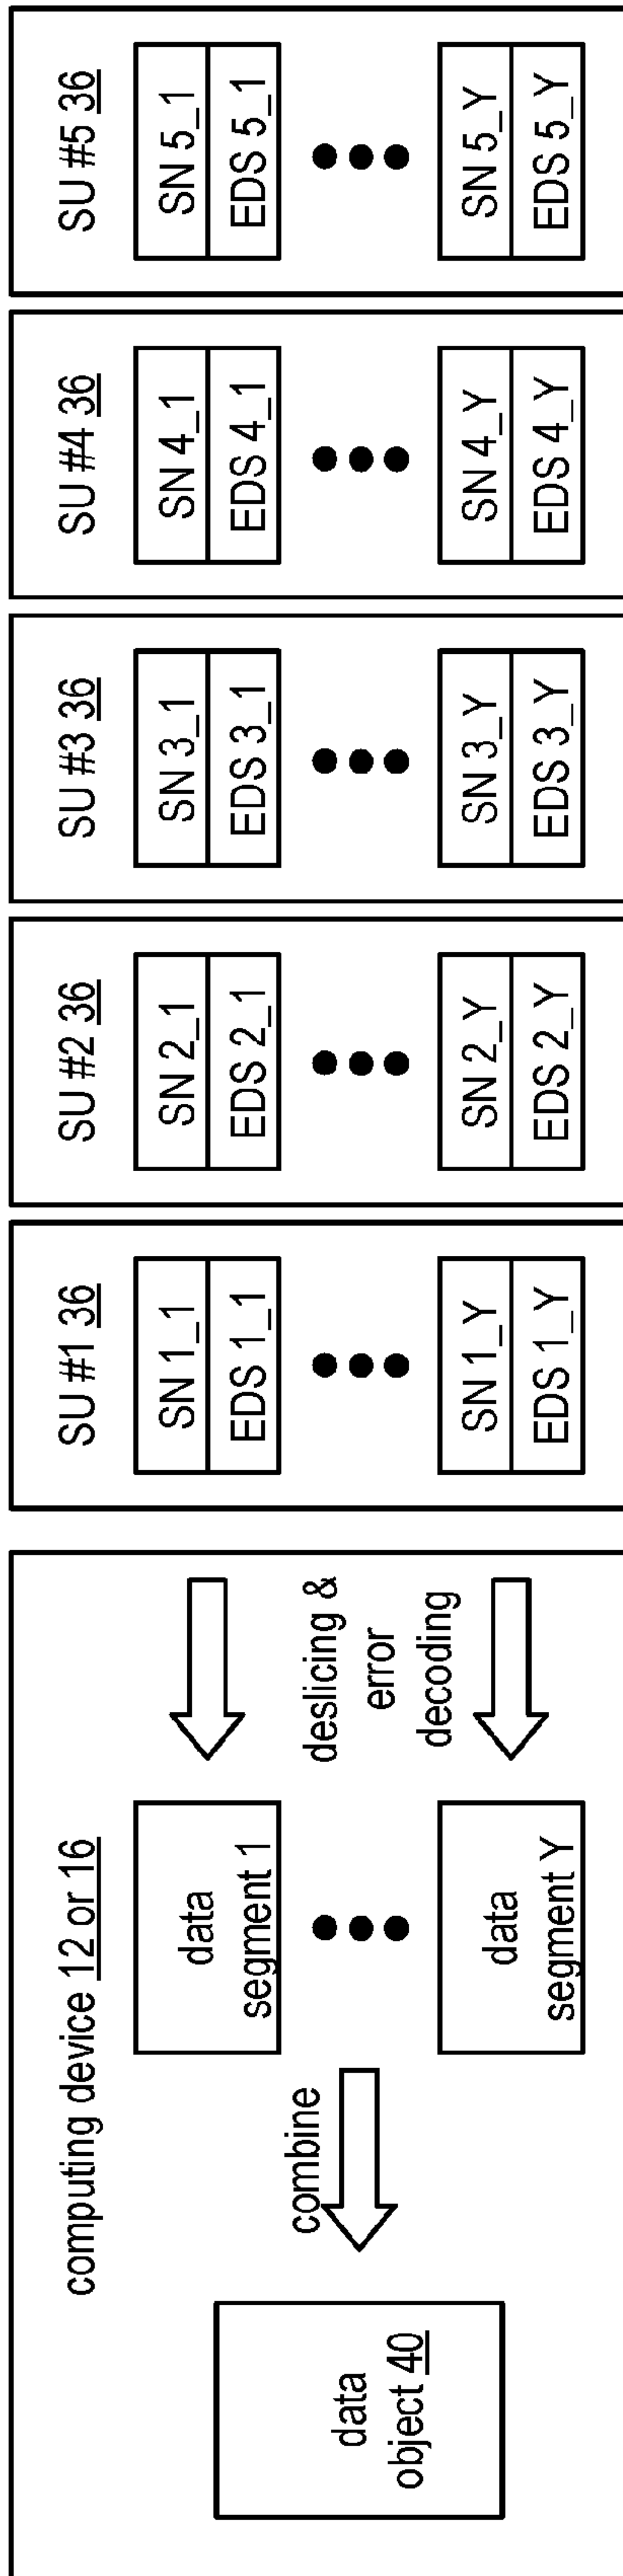 computing device 12 or 16
data
object 40
combine
data
segment 1
data
segment Y
deslicing &
error
decoding
SU #1 36
SN 1_1
EDS 1_1
SN 1_Y
EDS 1_Y
SU #2 36
SN 2_1
EDS 2_1
SN 2_Y
EDS 2_Y
SU #3 36
SN 3_1
EDS 3_1
SN 3_Y
EDS 3_Y
SU #4 36
SN 4_1
EDS 4_1
SN 4_Y
EDS 4_Y
SU #5 36
SN 5_1
EDS 5_1
SN 5_Y
EDS 5_Y